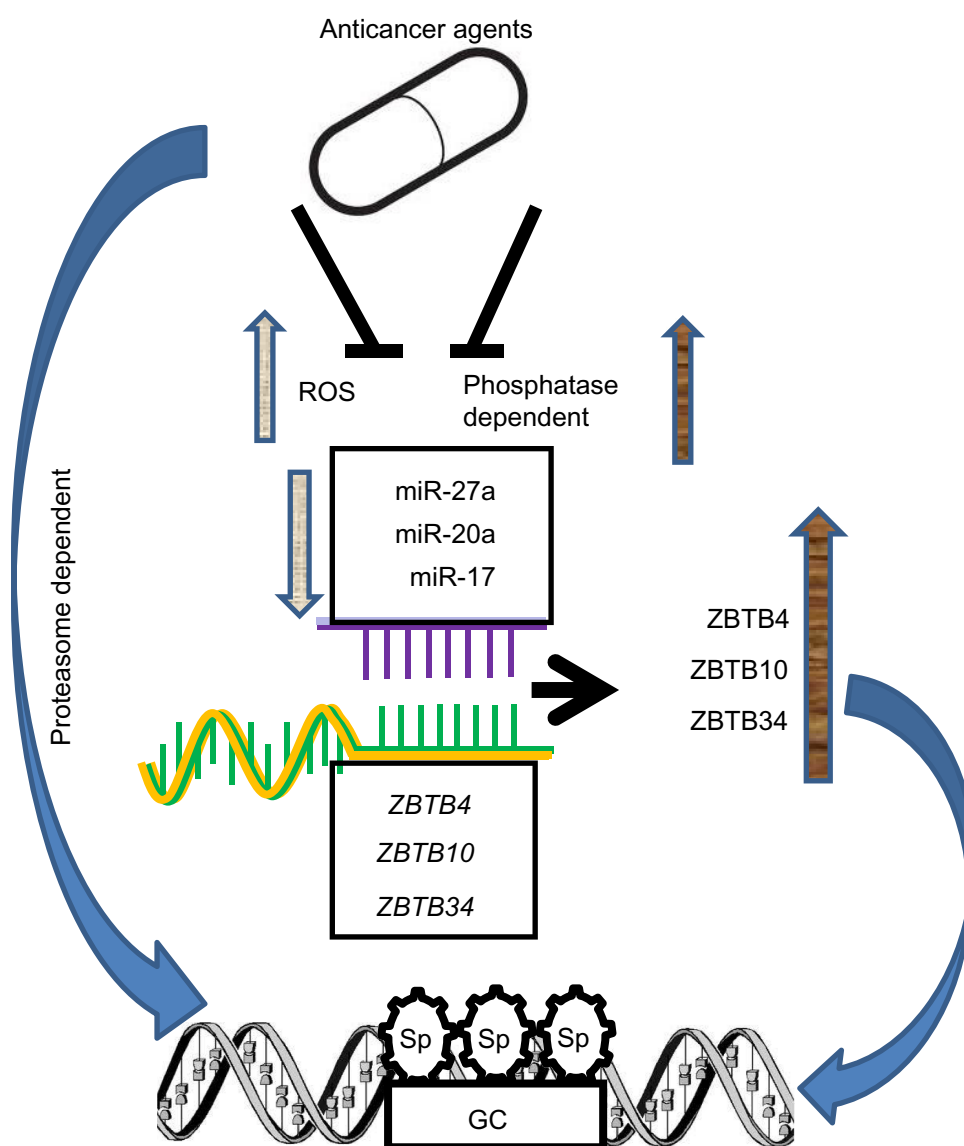 Anticancer agents
ROS
Phosphatase
dependent
Proteasome dependent
miR-27a
miR-20a
miR-17
ZBTB4
ZBTB10
ZBTB34
ZBTB4
ZBTB10
ZBTB34
Sp
Sp
Sp
GC